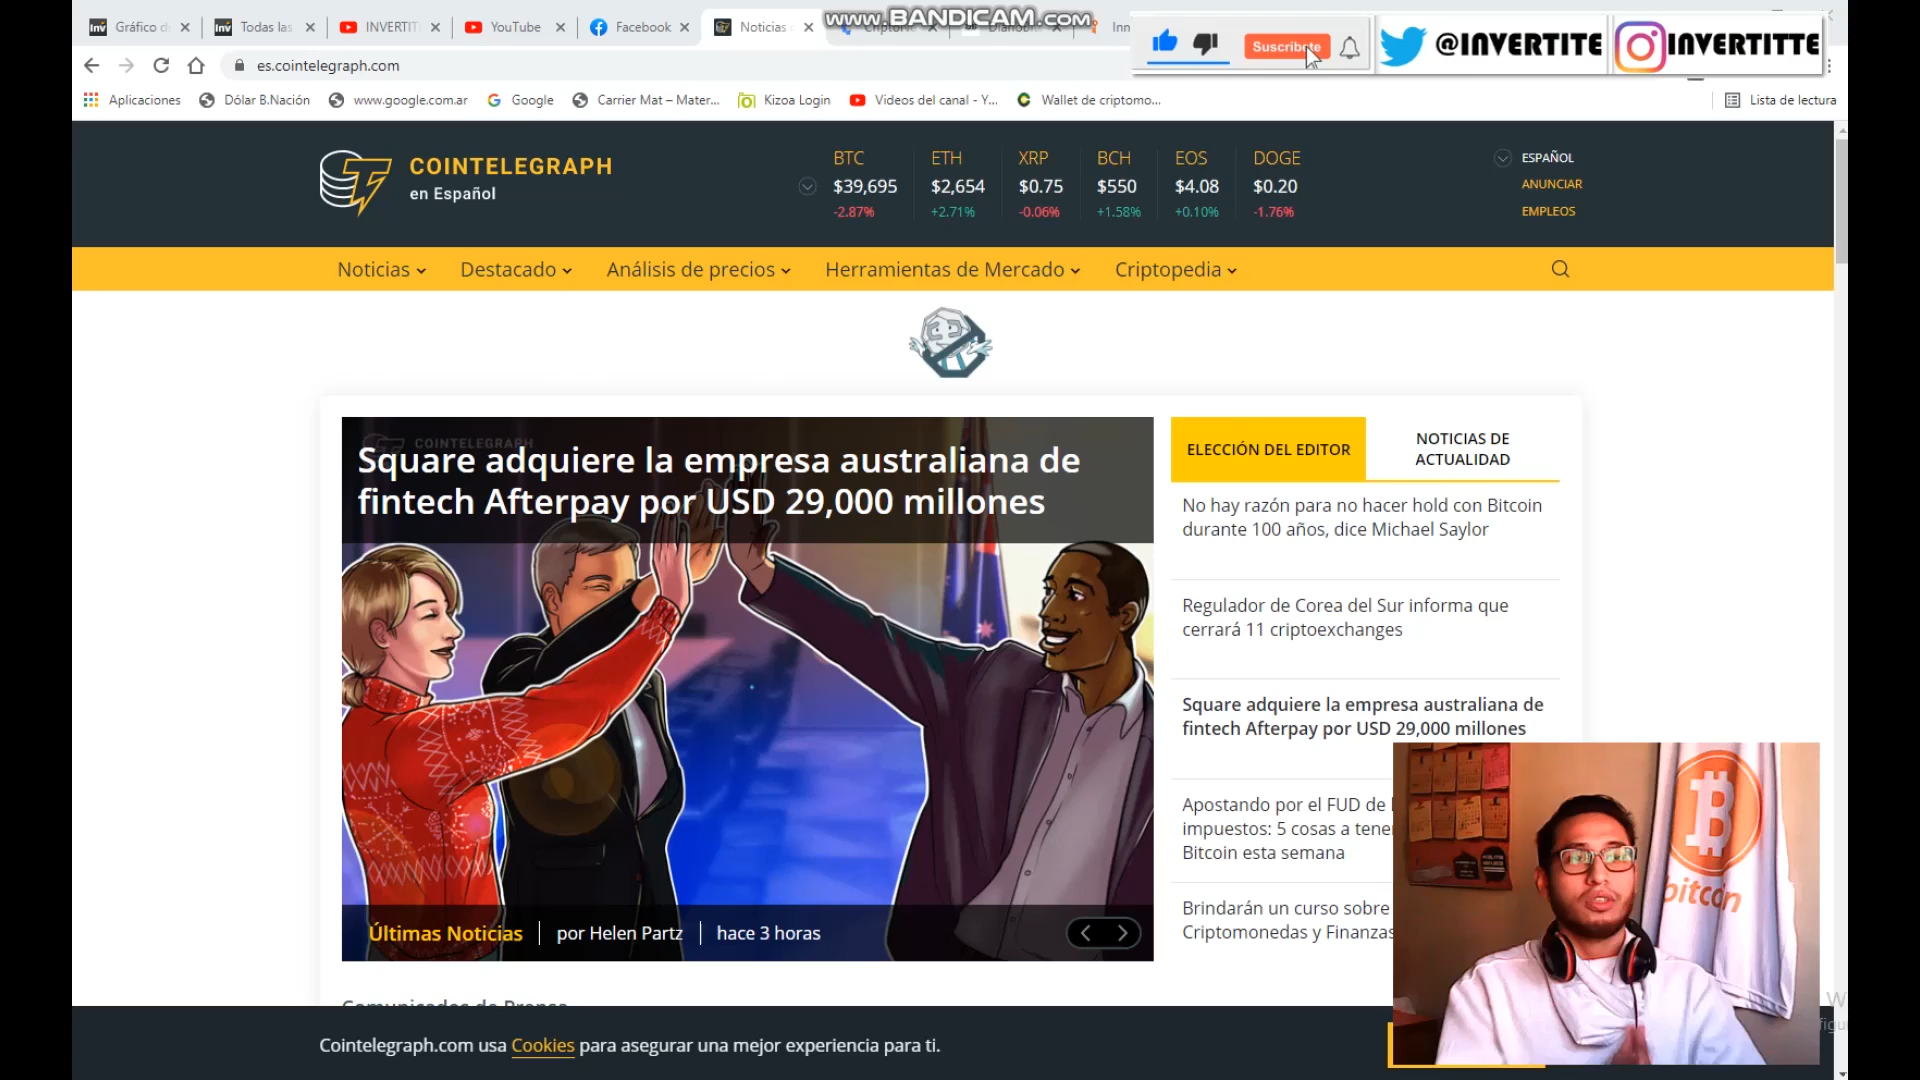 www.BANDICAM.com
Gráfico d
Todas las
INVERTIT
YouTube
Facebook
Noticias
Inn
Suscribete
@INVERTITE
INVERTITTE
es.cointelegraph.com
Aplicaciones
Dólar B.Nación
www.google.com.ar
Google
Carrier Mat – Mater...
Kizoa Login
Videos del canal - Y...
Wallet de criptomo...
Lista de lectura
COINTELEGRAPH
en Español
BTC ETH XRP BCH EOS DOGE
$39,695 $2,654 $0.75 $550 $4.08 $0.20
-2.87% +2.71% -0.06% +1.58% +0.10% -1.76%
ESPAÑOL
ANUNCIAR
EMPLEOS
Noticias
Destacado
Análisis de precios
Herramientas de Mercado
Criptopedia
COINTELEGRAPH
Square adquiere la empresa australiana de
fintech Afterpay por USD 29,000 millones
Últimas Noticias
por Helen Partz
hace 3 horas
ELECCIÓN DEL EDITOR
NOTICIAS DE
ACTUALIDAD
No hay razón para no hacer hold con Bitcoin
durante 100 años, dice Michael Saylor
Regulador de Corea del Sur informa que
cerrará 11 criptoexchanges
Square adquiere la empresa australiana de
fintech Afterpay por USD 29,000 millones
Apostando por el FUD de
impuestos: 5 cosas a tener
Bitcoin esta semana
Brindarán un curso sobre
Criptomonedas y Finanzas
bitcoin
Comunicados de Prensa
Cointelegraph.com usa Cookies para asegurar una mejor experiencia para ti.